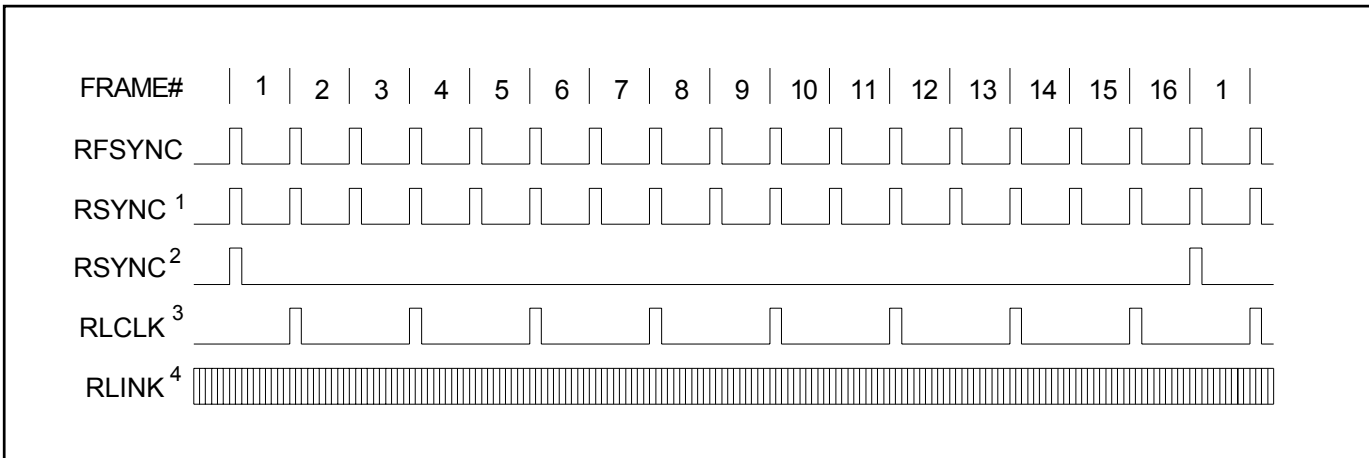 FRAME# 1 2 3 4 5 6 7 8 9 10 11 12 13 14 15 16 1
RFSYNC
RSYNC 1
RSYNC 2
RLCLK 3
RLINK 4